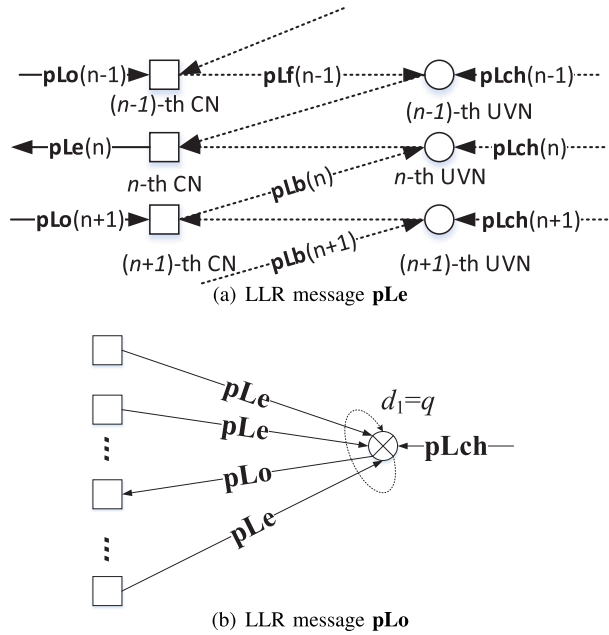 pLo(n-1) pLf(n-1) pLch(n-1)
(n-1)-th CN (n-1)-th UVN
pLe(n) pLch(n)
n-th CN pLb(n) n-th UVN
pLo(n+1) pLch(n+1)
(n+1)-th CN pLb(n+1) (n+1)-th UVN
(a) LLR message pLe
pLe
d₁=q
pLe
pLch
pLo
...
pLe
...
(b) LLR message pLo